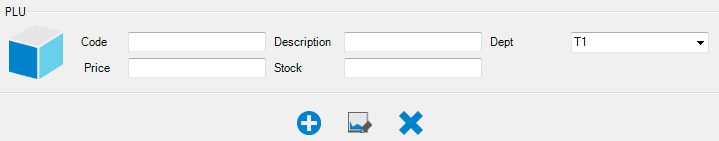 PLU
Code Description Dept T1
Price Stock